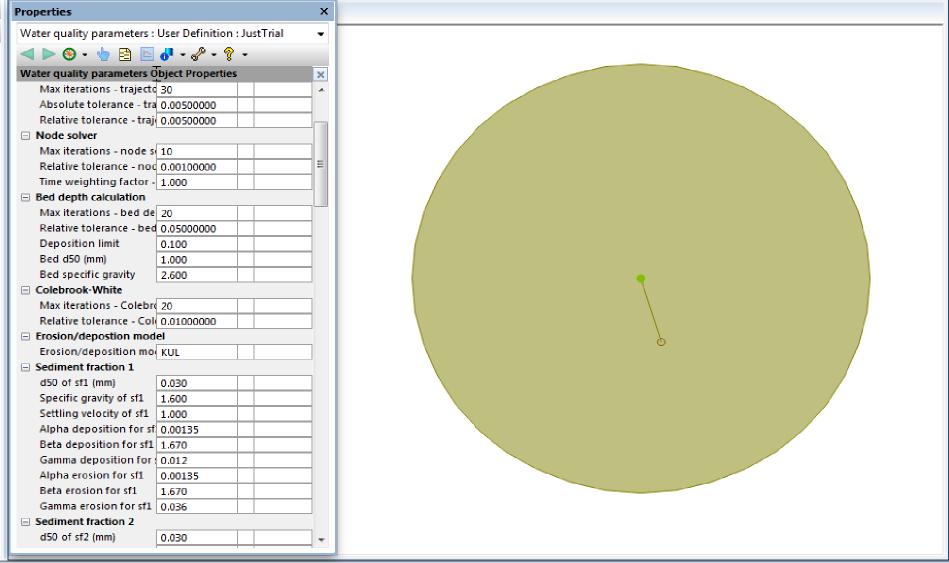 Properties
Water quality parameters : User Definition : JustTrial
Water quality parameters Object Properties
Max iterations - trajecto 30
Absolute tolerance - tra 0.00500000
Relative tolerance - traj 0.00500000
Node solver
Max iterations - node s 10
Relative tolerance - noc 0.00100000
Time weighting factor - 1.000
Bed depth calculation
Max iterations - bed de 20
Relative tolerance - bed 0.05000000
Deposition limit 0.100
Bed d50 (mm) 1.000
Bed specific gravity 2.600
Colebrook-White
Max iterations - Colebr 20
Relative tolerance - Col 0.01000000
Erosion/depostion model
Erosion/deposition mo KUL
Sediment fraction 1
d50 of sf1 (mm) 0.030
Specific gravity of sf1 1.600
Settling velocity of sf1 1.000
Alpha deposition for sf 0.00135
Beta deposition for sf1 1.670
Gamma deposition for 0.012
Alpha erosion for sf1 0.00135
Beta erosion for sf1 1.670
Gamma erosion for sf1 0.036
Sediment fraction 2
d50 of sf2 (mm) 0.030